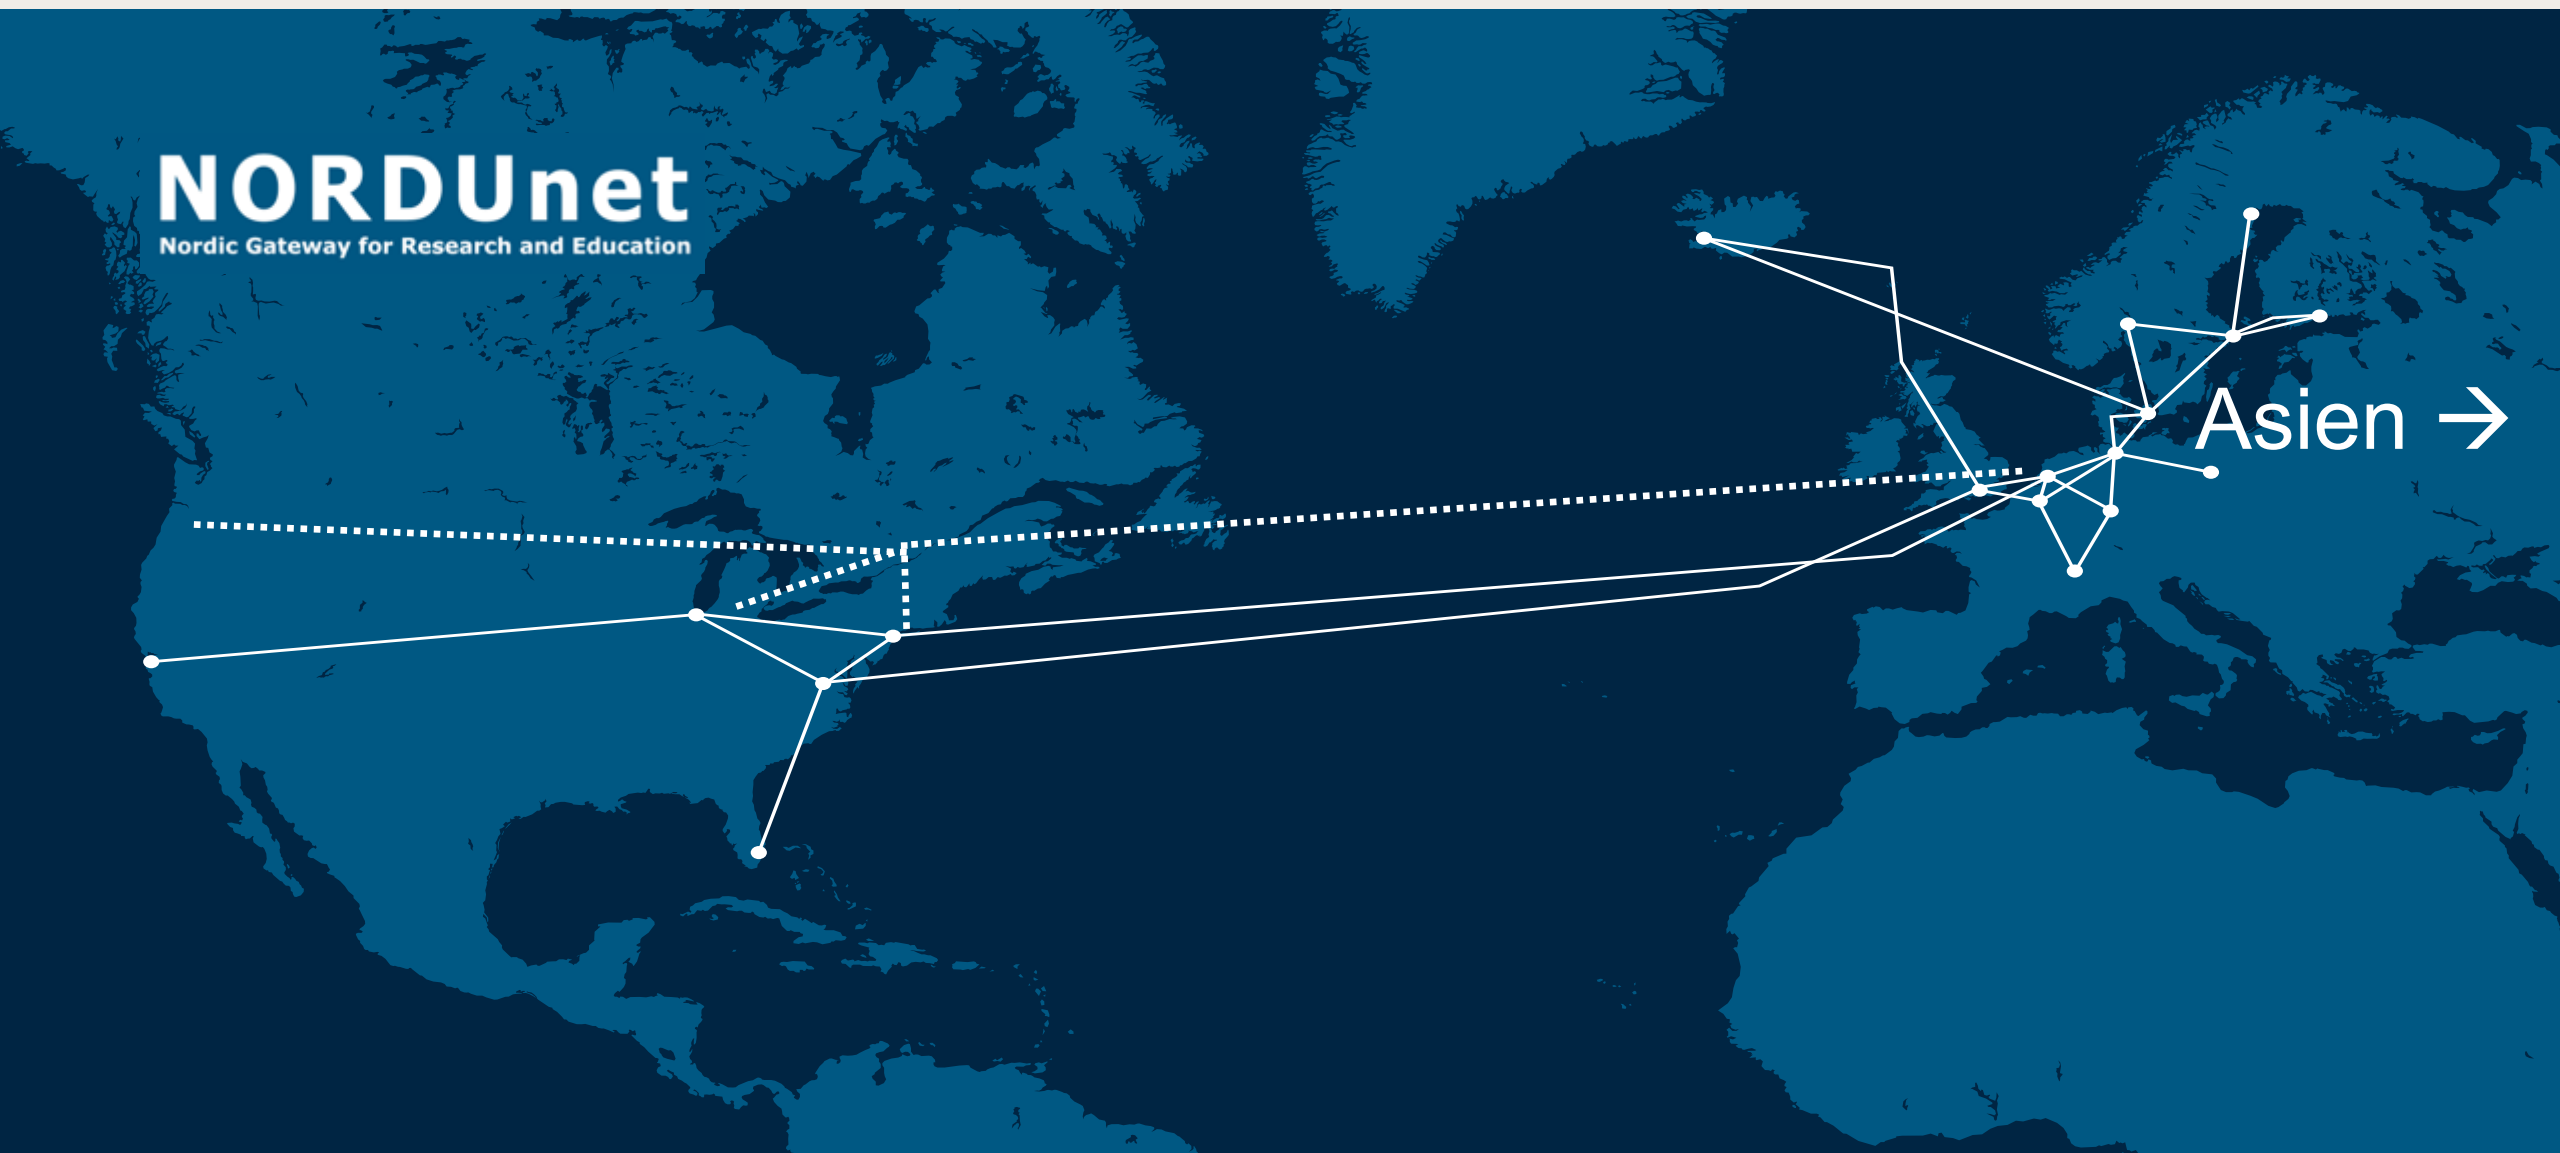 NORDUnet
Nordic Gateway for Research and Education
Asien →